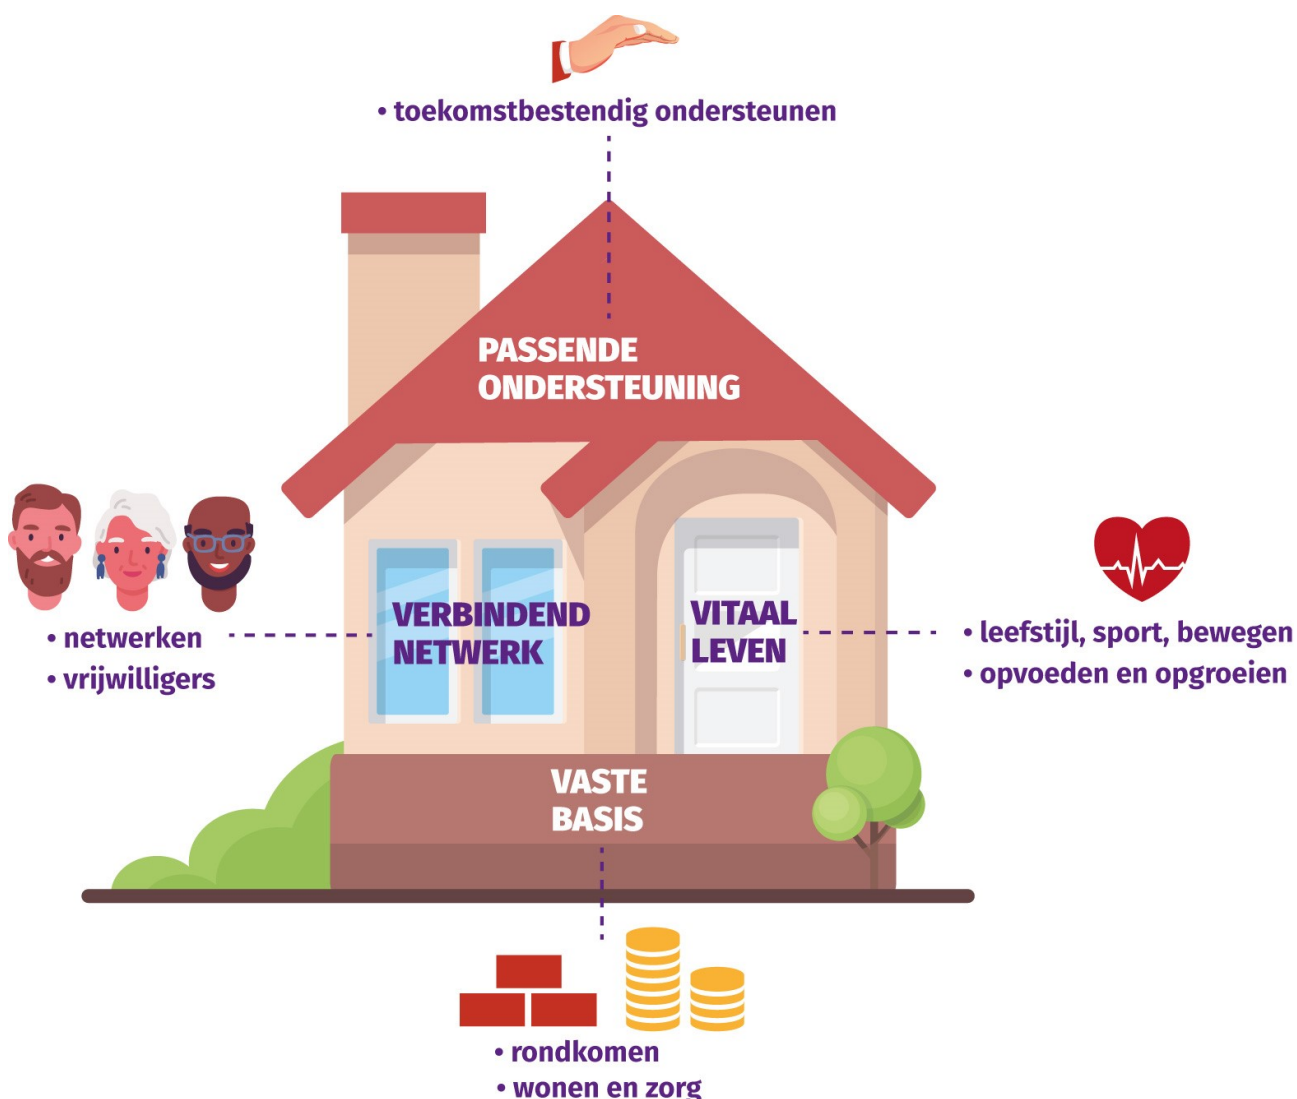 • toekomstbestendig ondersteunen
PASSENDE
ONDERSTEUNING
VERBINDEND
NETWERK
• netwerken
• vrijwilligers
VITAAL
LEVEN
• leefstijl, sport, bewegen
• opvoeden en opgroeien
VASTE
BASIS
• rondkomen
• wonen en zorg